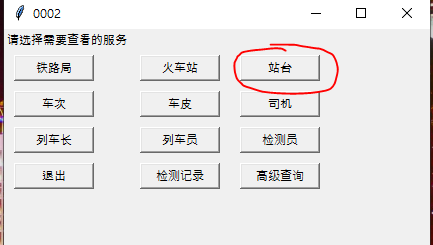 0002
请选择需要查看的服务
铁路局 火车站 站台
车次 车皮 司机
列车长 列车员 检测员
退出 检测记录 高级查询